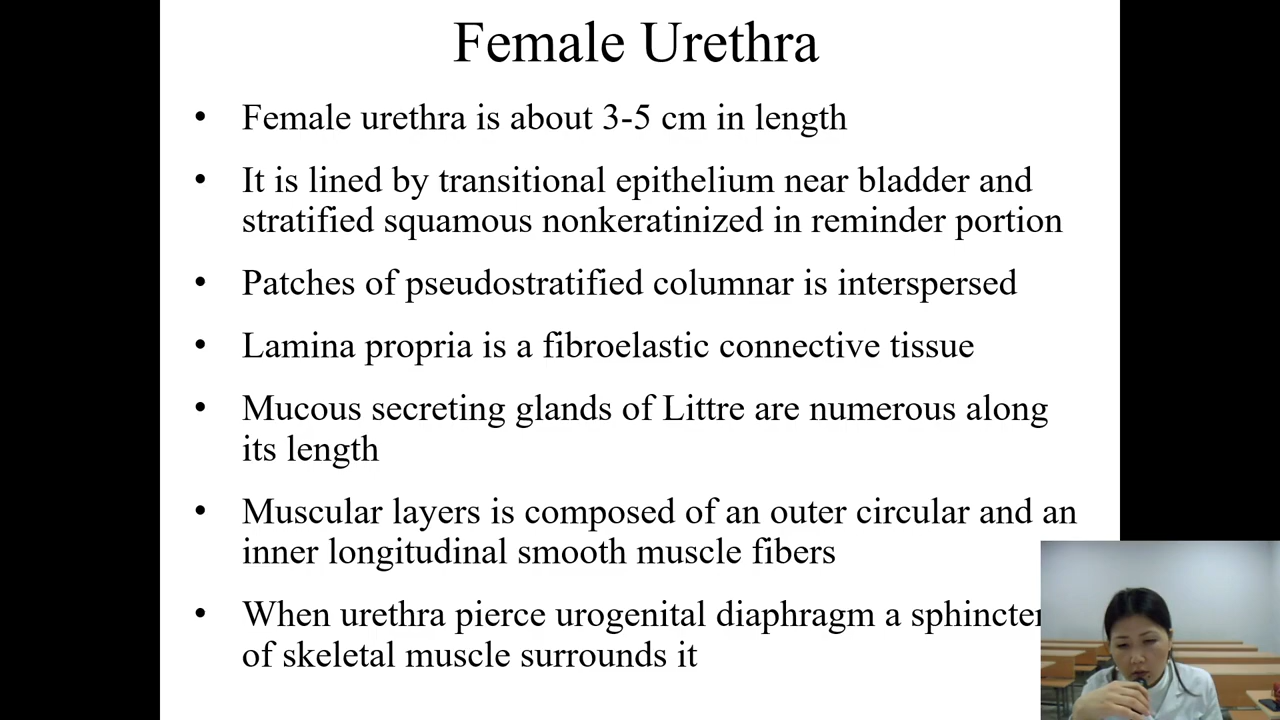 Female Urethra
• Female urethra is about 3-5 cm in length
• It is lined by transitional epithelium near bladder and
stratified squamous nonkeratinized in reminder portion
• Patches of pseudostratified columnar is interspersed
• Lamina propria is a fibroelastic connective tissue
• Mucous secreting glands of Littre are numerous along
its length
• Muscular layers is composed of an outer circular and an
inner longitudinal smooth muscle fibers
• When urethra pierce urogenital diaphragm a sphincter
of skeletal muscle surrounds it